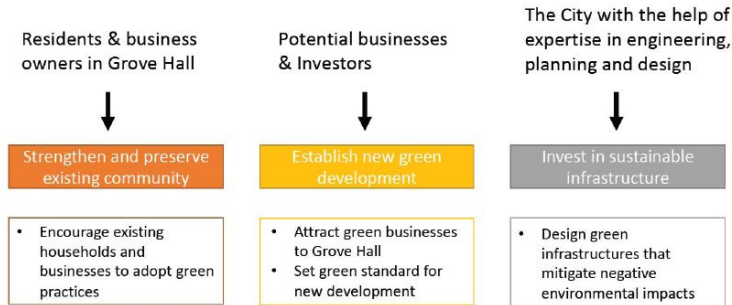 Residents & business
owners in Grove Hall
Potential businesses
& Investors
The City with the help of
expertise in engineering,
planning and design
Strengthen and preserve
existing community
Establish new green
development
Invest in sustainable
infrastructure
• Encourage existing
households and
businesses to adopt green
practices
• Attract green businesses
to Grove Hall
• Set green standard for
new development
• Design green
infrastructures that
mitigate negative
environmental impacts